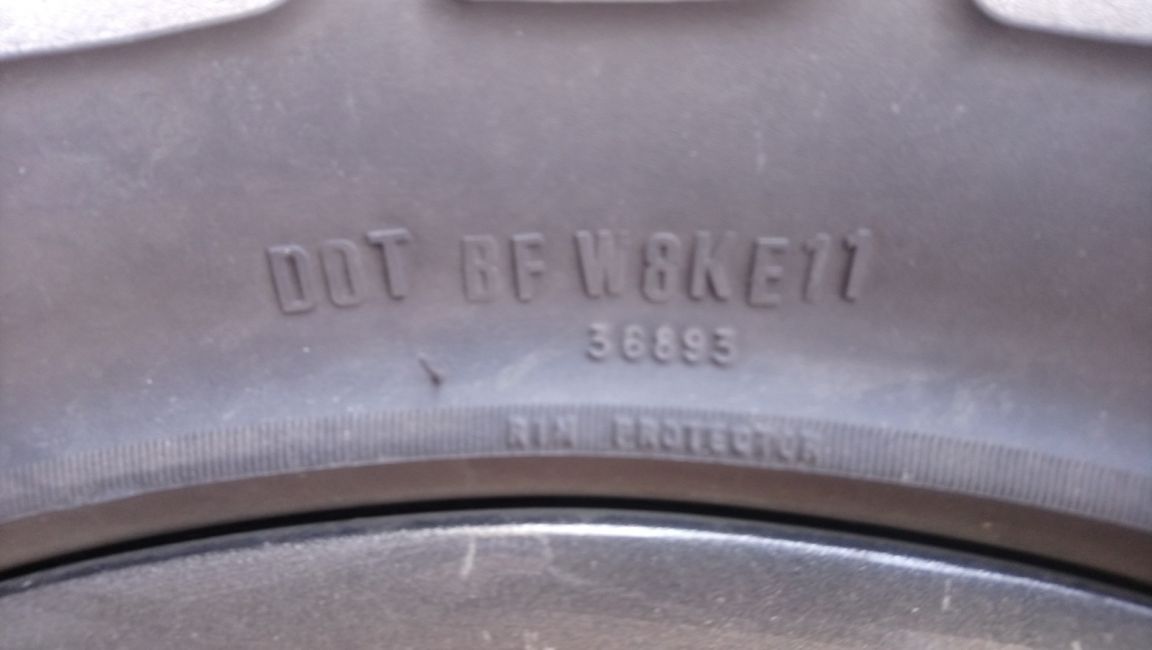 DOT BF W8KE11
36893
RIM PROTECTOR